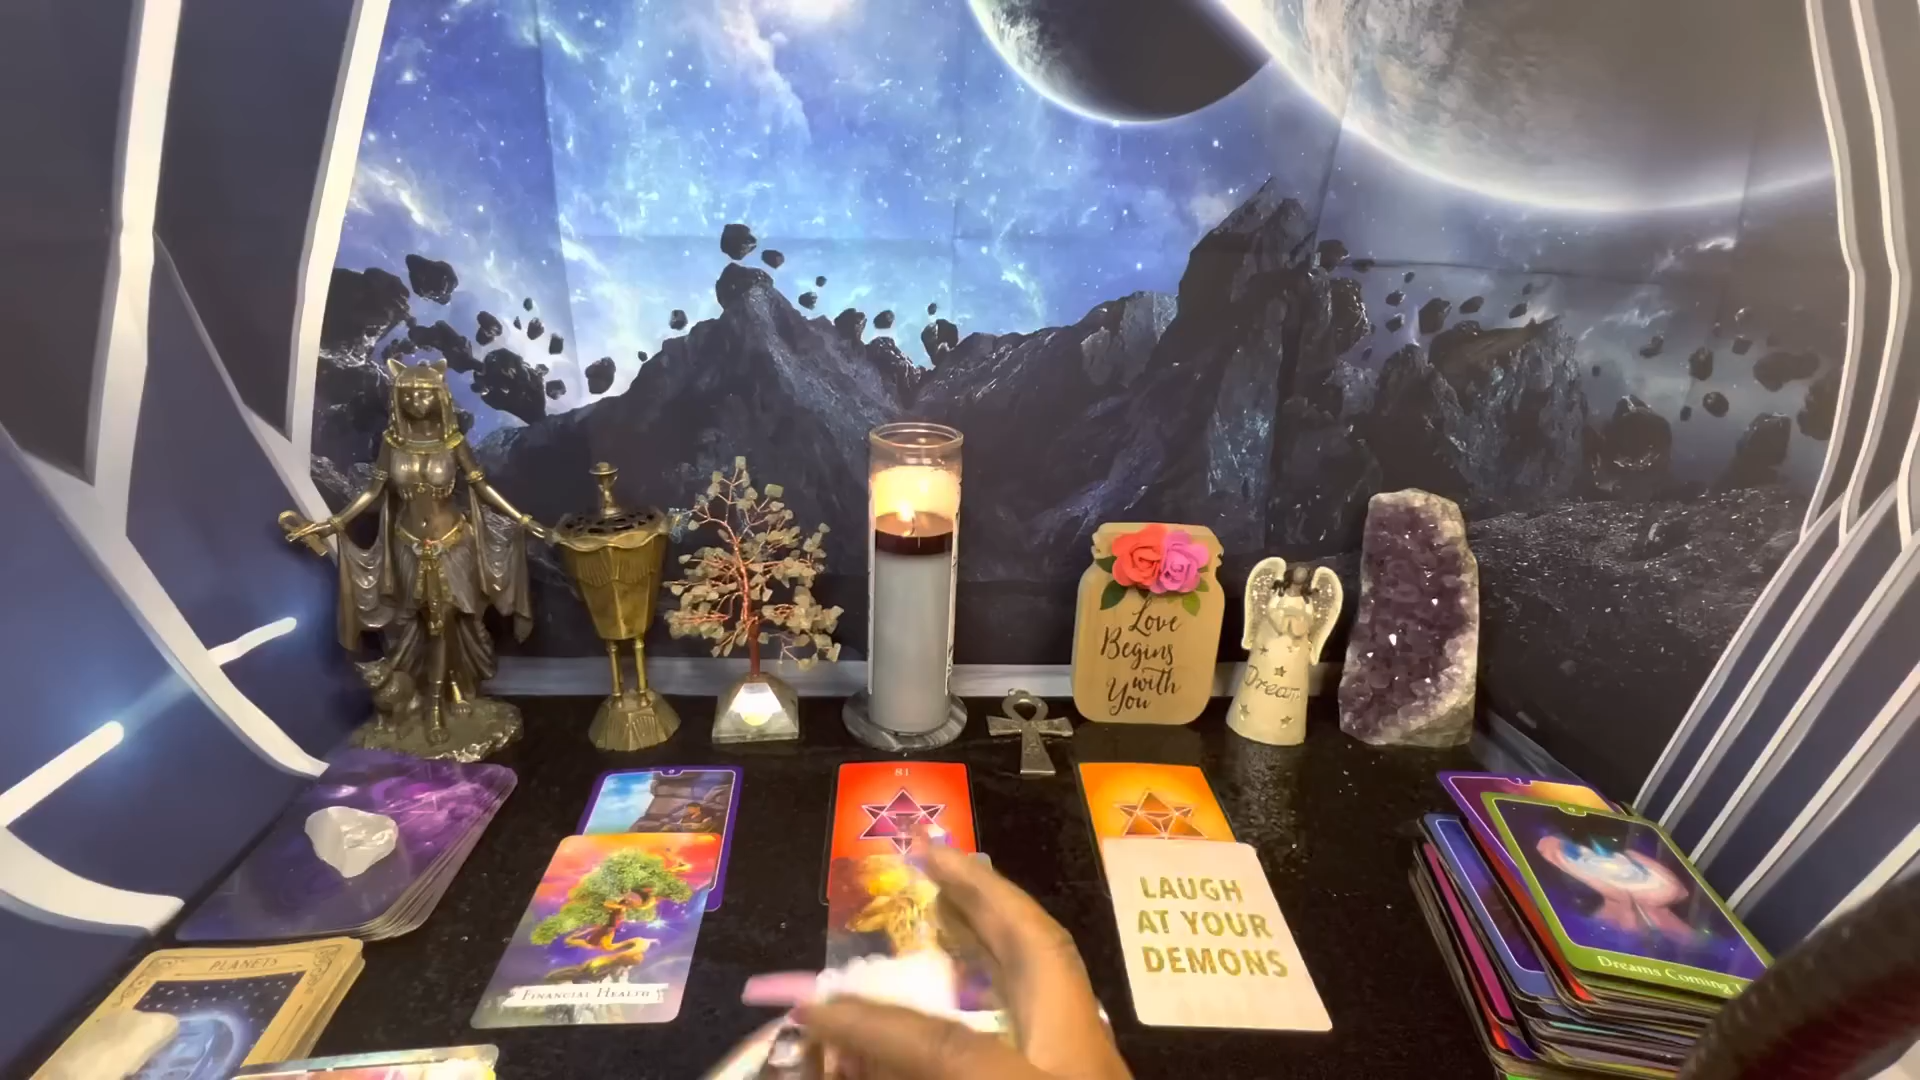 Love
Begins
with
You
Dream
81
PLANETS
FINANCIAL HEALTH
LAUGH
AT YOUR
DEMONS
Dreams Coming